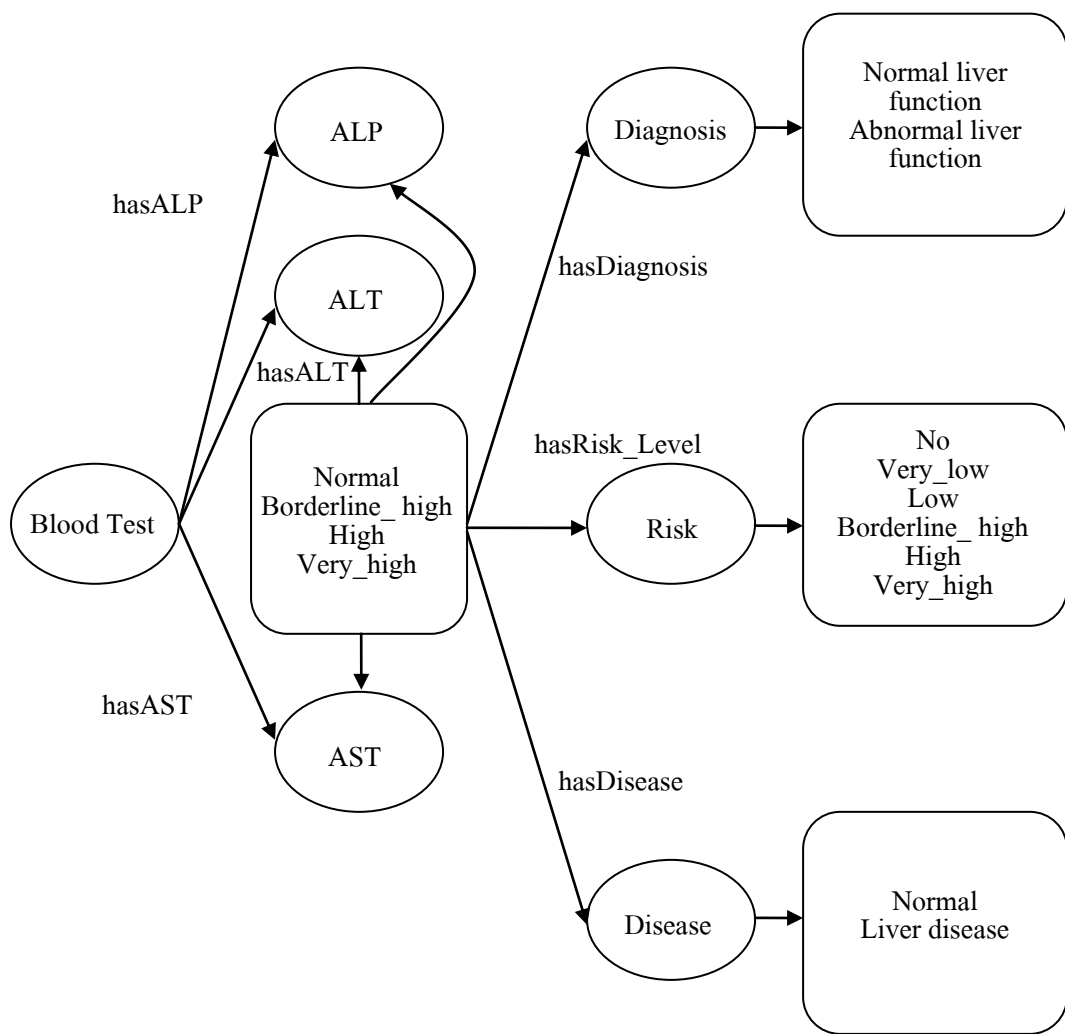 ALP
hasALP
ALT
hasALT
Blood Test
Normal
Borderline_ high
High
Very_high
hasAST
AST
Diagnosis
Normal liver
function
Abnormal liver
function
hasDiagnosis
hasRisk_Level
Risk
No
Very_low
Low
Borderline_ high
High
Very_high
hasDisease
Disease
Normal
Liver disease